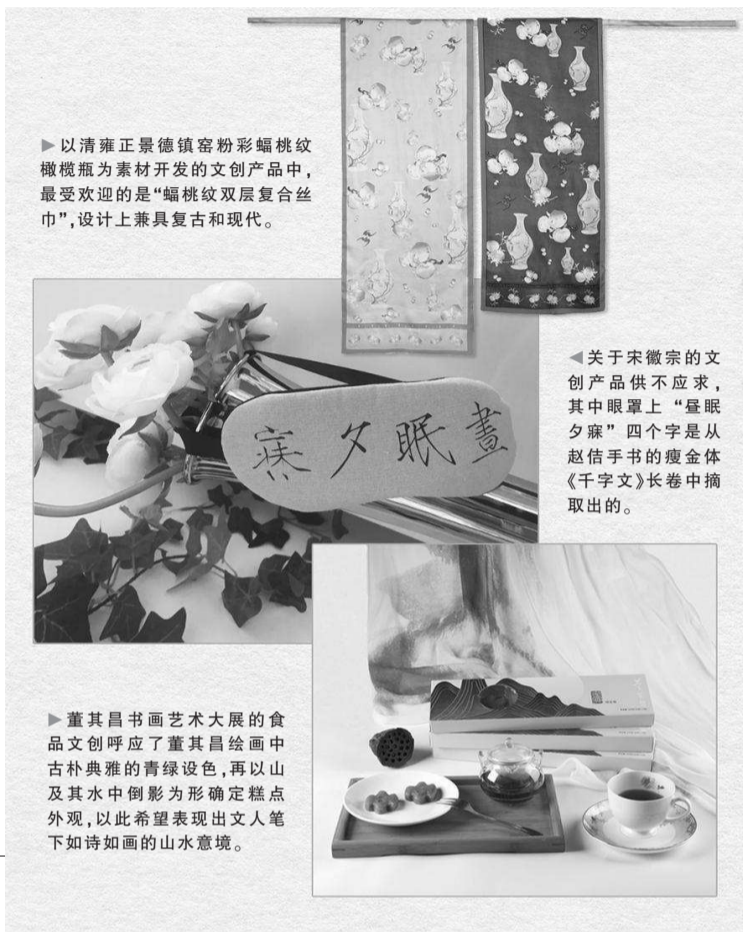 ▶以清雍正景德镇窑粉彩蝠桃纹
橄榄瓶为素材开发的文创产品中，
最受欢迎的是“蝠桃纹双层复合丝
巾”，设计上兼具复古和现代。
◀关于宋徽宗的文
创产品供不应求，
其中眼罩上“昼眠
夕寐”四个字是从
赵佶手书的瘦金体
《千字文》长卷中摘
取出的。
寐夕眠晝
▶董其昌书画艺术大展的食
品文创呼应了董其昌绘画中
古朴典雅的青绿设色，再以山
及其水中倒影为形确定糕点
外观，以此希望表现出文人笔
下如诗如画的山水意境。